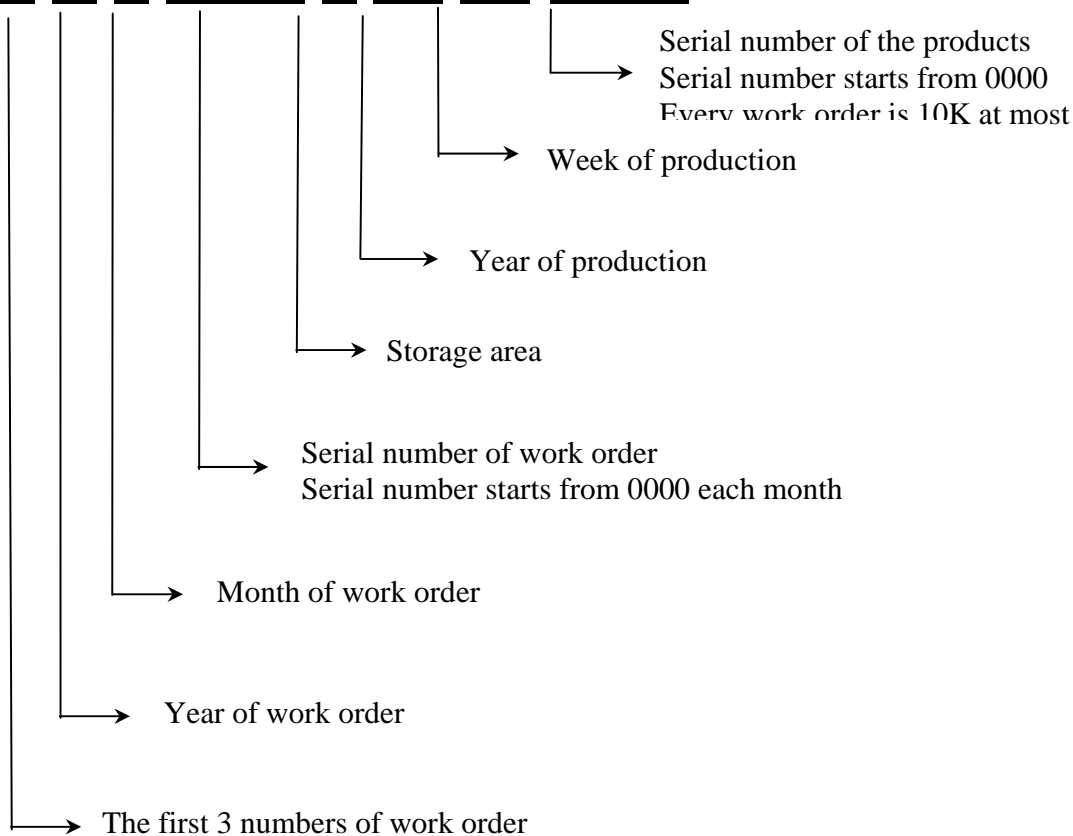 Serial number of the products
Serial number starts from 0000
Every work order is 10K at most
Week of production
Year of production
Storage area
Serial number of work order
Serial number starts from 0000 each month
Month of work order
Year of work order
The first 3 numbers of work order